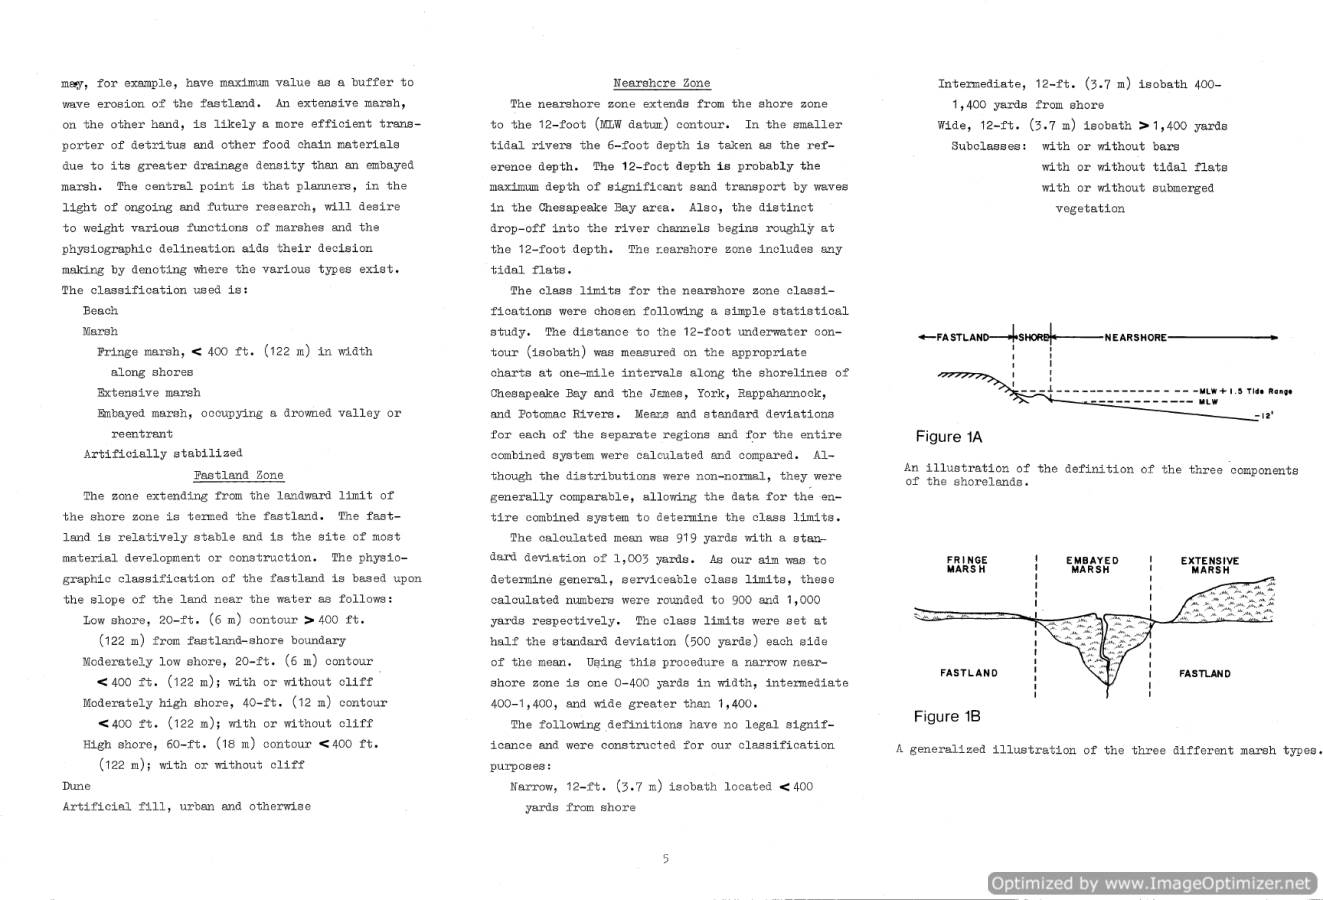 may, for example, have maximum value as a buffer to
wave erosion of the fastland.  An extensive marsh,
on the other hand, is likely a more efficient trans-
porter of detritus and other food chain materials
due to its greater drainage density than an embayed
marsh.  The central point is that planners, in the
light of ongoing and future research, will desire
to weight various functions of marshes and the
physiographic delineation aids their decision
making by denoting where the various types exist.
The classification used is:
Beach
Marsh
Fringe marsh, < 400 ft. (122 m) in width
along shores
Extensive marsh
Embayed marsh, occupying a drowned valley or
reentrant
Artificially stabilized
Fastland Zone
The zone extending from the landward limit of
the shore zone is termed the fastland.  The fast-
land is relatively stable and is the site of most
material development or construction.  The physio-
graphic classification of the fastland is based upon
the slope of the land near the water as follows:
Low shore, 20-ft. (6 m) contour > 400 ft.
(122 m) from fastland-shore boundary
Moderately low shore, 20-ft. (6 m) contour
< 400 ft. (122 m); with or without cliff
Moderately high shore, 40-ft. (12 m) contour
< 400 ft. (122 m); with or without cliff
High shore, 60-ft. (18 m) contour < 400 ft.
(122 m); with or without cliff
Dune
Artificial fill, urban and otherwise
Nearshore Zone
The nearshore zone extends from the shore zone
to the 12-foot (MLW datum) contour.  In the smaller
tidal rivers the 6-foot depth is taken as the ref-
erence depth.  The 12-foot depth is probably the
maximum depth of significant sand transport by waves
in the Chesapeake Bay area.  Also, the distinct
drop-off into the river channels begins roughly at
the 12-foot depth.  The nearshore zone includes any
tidal flats.
The class limits for the nearshore zone classi-
fications were chosen following a simple statistical
study.  The distance to the 12-foot underwater con-
tour (isobath) was measured on the appropriate
charts at one-mile intervals along the shorelines of
Chesapeake Bay and the James, York, Rappahannock,
and Potomac Rivers.  Means and standard deviations
for each of the separate regions and for the entire
combined system were calculated and compared.  Al-
though the distributions were non-normal, they were
generally comparable, allowing the data for the en-
tire combined system to determine the class limits.
The calculated mean was 919 yards with a stan-
dard deviation of 1,003 yards.  As our aim was to
determine general, serviceable class limits, these
calculated numbers were rounded to 900 and 1,000
yards respectively.  The class limits were set at
half the standard deviation (500 yards) each side
of the mean.  Using this procedure a narrow near-
shore zone is one 0-400 yards in width, intermediate
400-1,400, and wide greater than 1,400.
The following definitions have no legal signif-
icance and were constructed for our classification
purposes:
Narrow, 12-ft. (3.7 m) isobath located < 400
yards from shore
Intermediate, 12-ft. (3.7 m) isobath 400-
1,400 yards from shore
Wide, 12-ft. (3.7 m) isobath > 1,400 yards
Subclasses:  with or without bars
with or without tidal flats
with or without submerged
vegetation
FASTLAND SHORE NEARSHORE
MLW + 1.5 Tide Range
MLW
-12'
Figure 1A
An illustration of the definition of the three components
of the shorelands.
FRINGE
MARSH
EMBAYED
MARSH
EXTENSIVE
MARSH
FASTLAND
FASTLAND
Figure 1B
A generalized illustration of the three different marsh types.
5
Optimized by www.ImageOptimizer.net